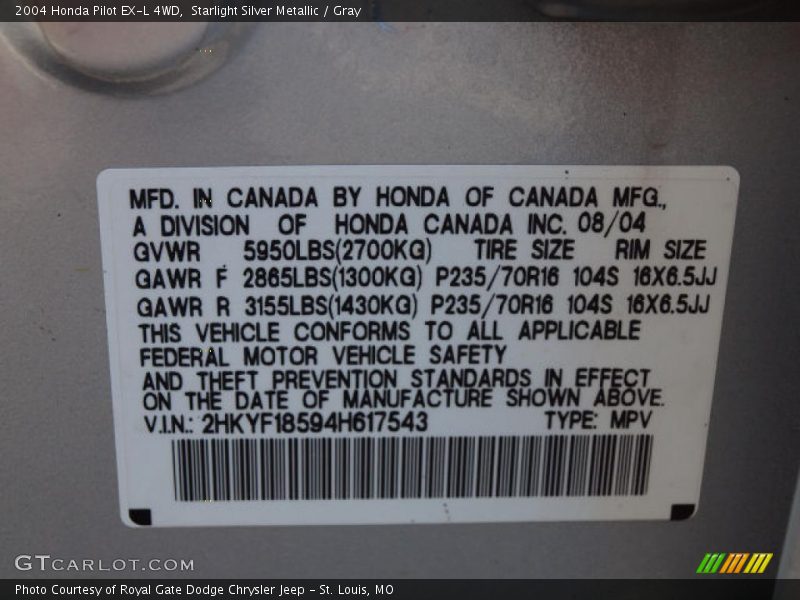 2004 Honda Pilot EX-L 4WD,  Starlight Silver Metallic / Gray
MFD. IN CANADA BY HONDA OF CANADA MFG.,
A DIVISION OF HONDA CANADA INC. 08/04
GVWR 5950LBS(2700KG) TIRE SIZE RIM SIZE
GAWR F 2865LBS(1300KG) P235/70R16 104S 16X6.5JJ
GAWR R 3155LBS(1430KG) P235/70R16 104S 16X6.5JJ
THIS VEHICLE CONFORMS TO ALL APPLICABLE
FEDERAL MOTOR VEHICLE SAFETY
AND THEFT PREVENTION STANDARDS IN EFFECT
ON THE DATE OF MANUFACTURE SHOWN ABOVE.
V.I.N.: 2HKYF18594H617543 TYPE: MPV
GTCARLOT.COM
Photo Courtesy of Royal Gate Dodge Chrysler Jeep - St. Louis, MO